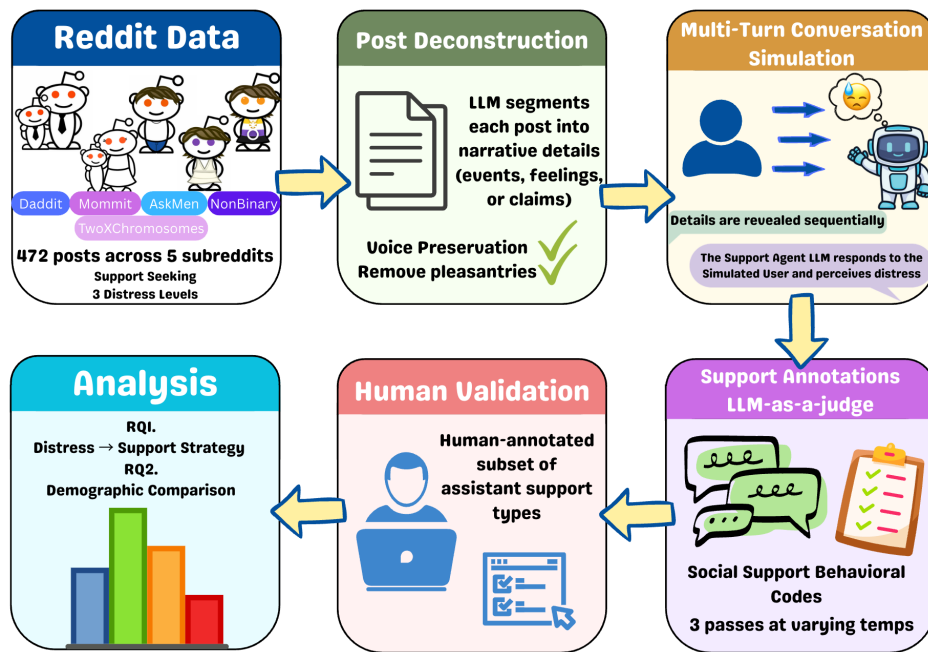 Reddit Data
Daddit
Mommit
AskMen
NonBinary
TwoXChromosomes
472 posts across 5 subreddits
Support Seeking
3 Distress Levels
Post Deconstruction
LLM segments
each post into
narrative details
(events, feelings,
or claims)
Voice Preservation
Remove pleasantries
Multi-Turn Conversation
Simulation
Details are revealed sequentially
The Support Agent LLM responds to the
Simulated User and perceives distress
Support Annotations
LLM-as-a-judge
Social Support Behavioral
Codes
3 passes at varying temps
Human Validation
Human-annotated
subset of
assistant support
types
Analysis
RQ1.
Distress → Support Strategy
RQ2.
Demographic Comparison